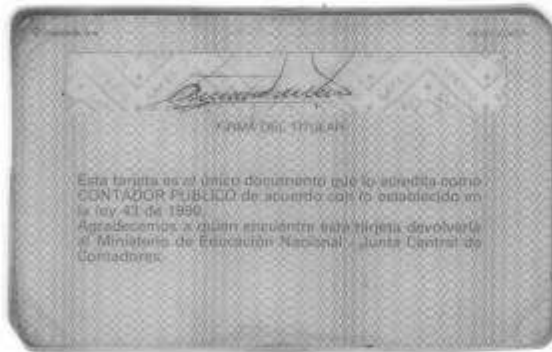 FIRMA DEL TITULAR
Esta tarjeta es el único documento que lo acredita como
CONTADOR PUBLICO de acuerdo con lo establecido en
la ley 43 de 1990.
Agradecemos a quien encuentre esta tarjeta devolverla
al Ministerio de Educación Nacional - Junta Central de
Contadores.